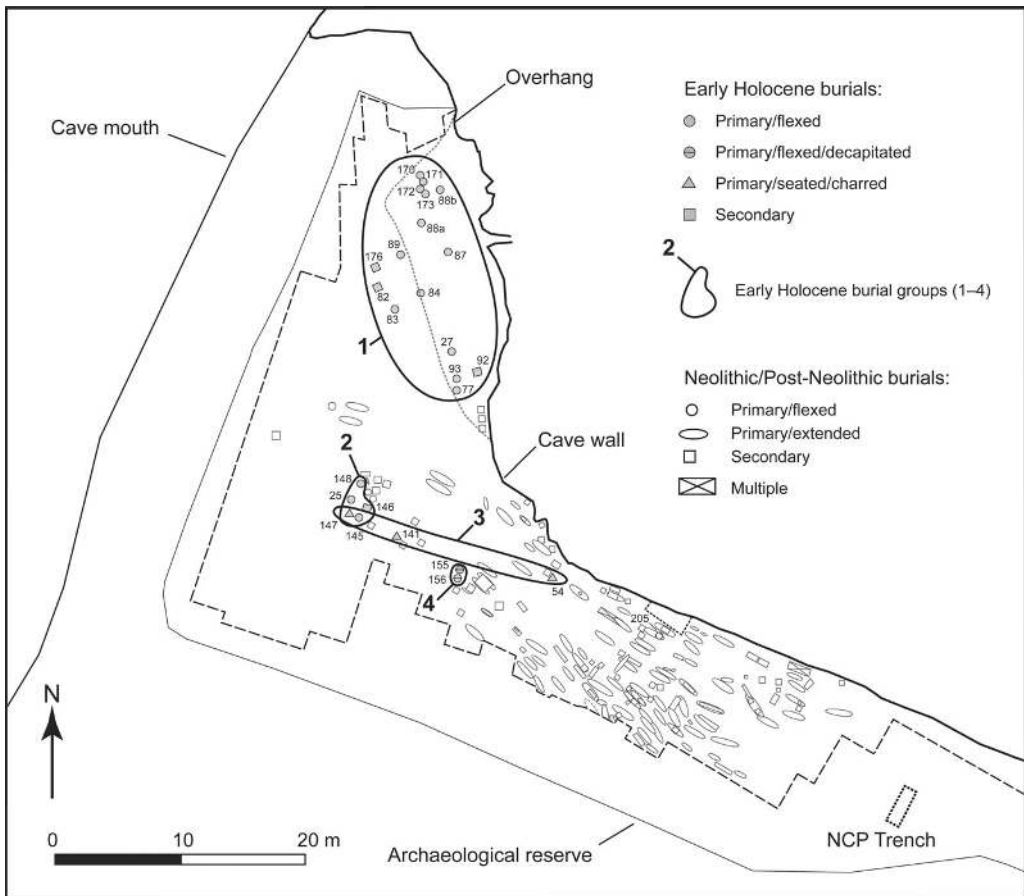 Overhang
Cave mouth
Early Holocene burials:
Primary/flexed
Primary/flexed/decapitated
Primary/seated/charred
Secondary
2
Early Holocene burial groups (1–4)
Neolithic/Post-Neolithic burials:
Primary/flexed
Primary/extended
Secondary
Multiple
170
171
172
173
88b
88a
89
87
176
82
84
83
1
27
92
93
77
Cave wall
2
148
25
146
147
145
141
3
155
156
4
54
205
N
0 10 20 m
Archaeological reserve
NCP Trench